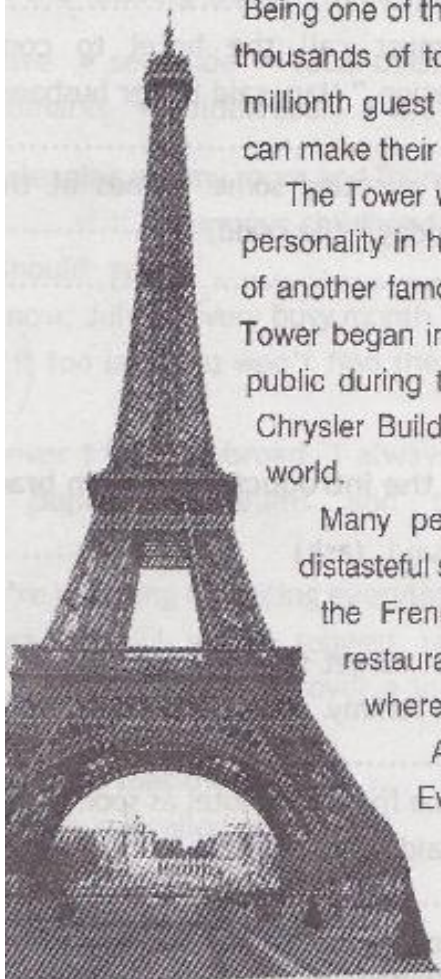 Being one of th
thousands of to
millionth guest
can make their
The Tower w
personality in h
of another famo
Tower began in
public during t
Chrysler Build
world.
Many pe
distasteful s
the Fren
restaura
where
A
Ev